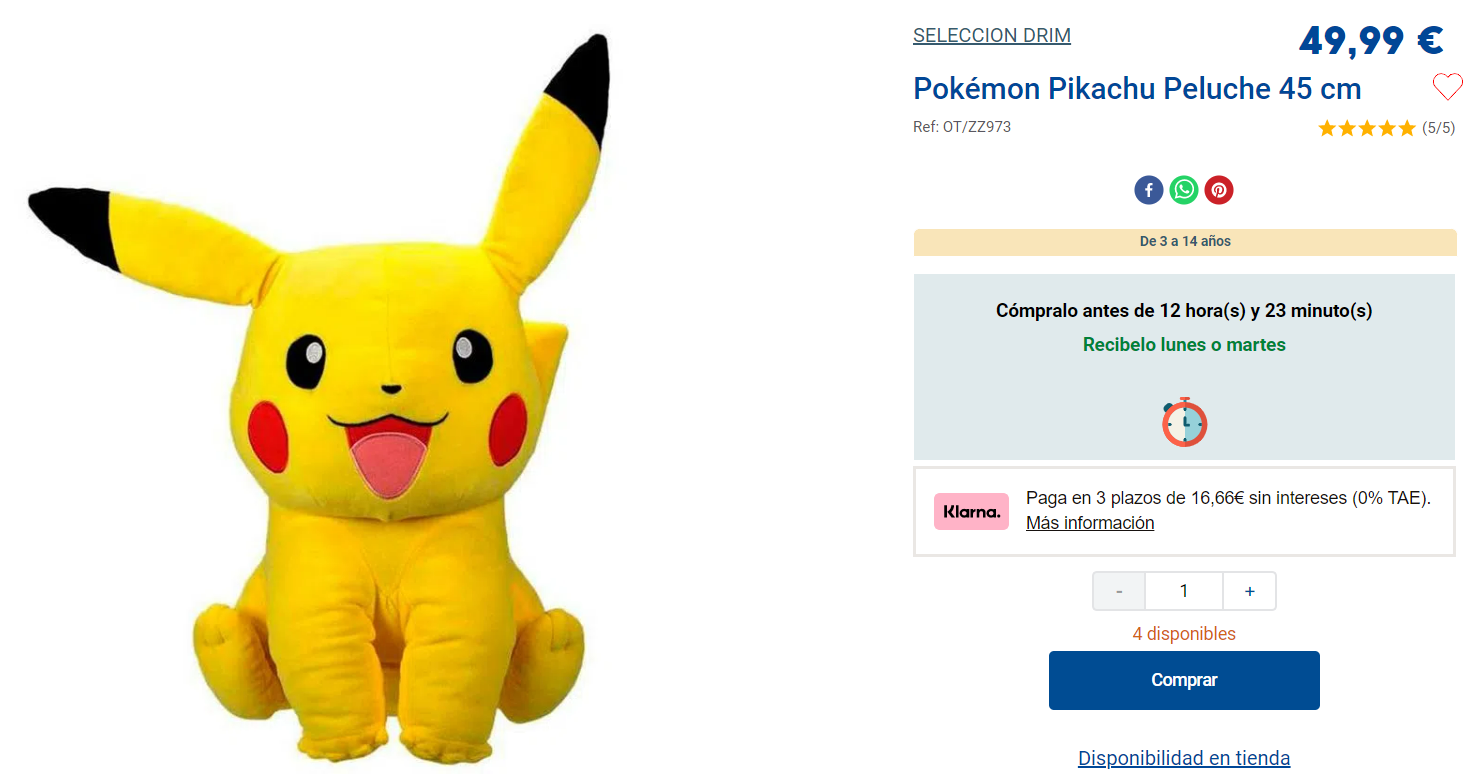 SELECCION DRIM
49,99 €
Pokémon Pikachu Peluche 45 cm
Ref: OT/ZZ973
(5/5)
De 3 a 14 años
Cómpralo antes de 12 hora(s) y 23 minuto(s)
Recibelo lunes o martes
Klarna.
Paga en 3 plazos de 16,66€ sin intereses (0% TAE).
Más información
- 1 +
4 disponibles
Comprar
Disponibilidad en tienda